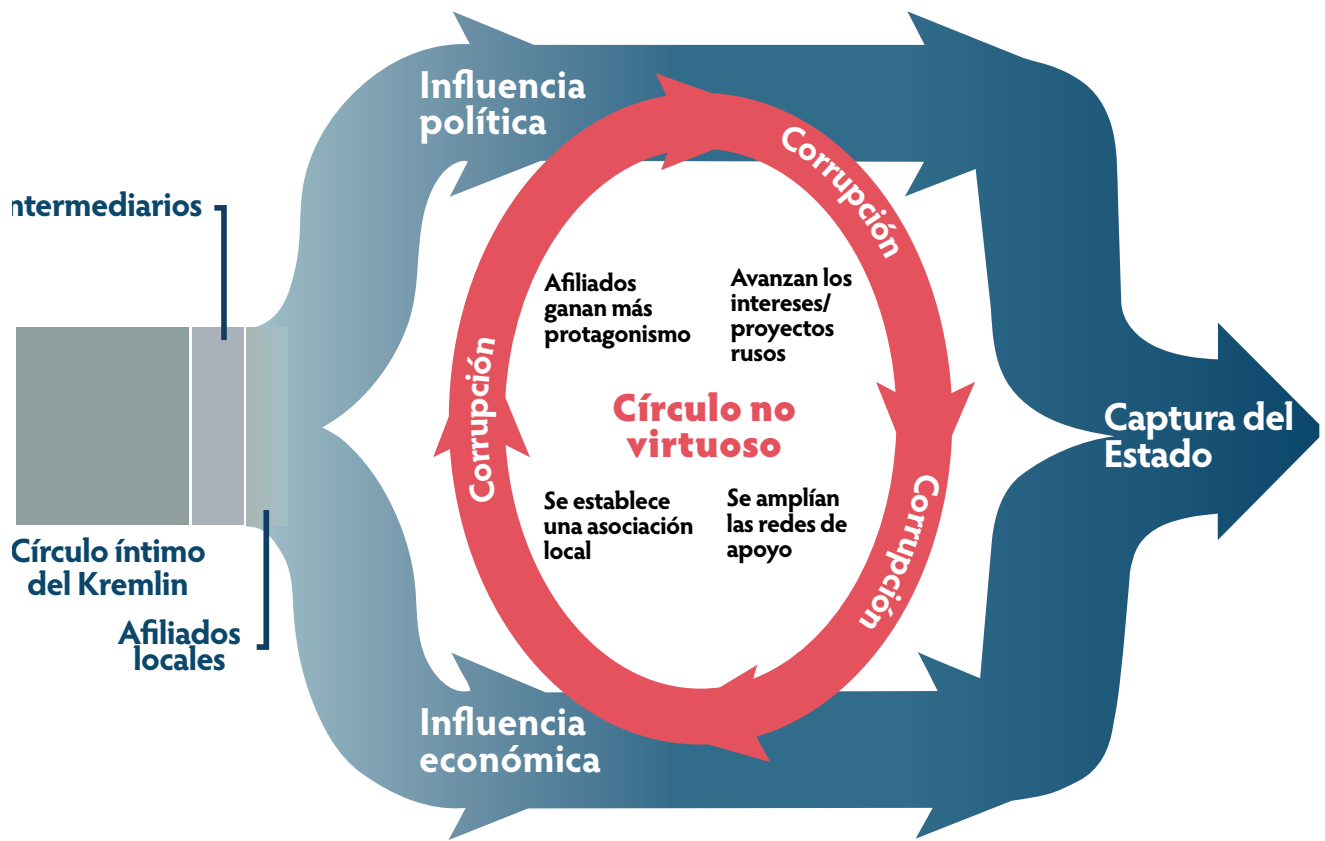 Influencia
política
Corrupción
ntermediarios
Afiliados
ganan más
protagonismo
Avanzan los
intereses/
proyectos
rusos
Corrupción
Círculo no
virtuoso
Captura del
Estado
Se establece
una asociación
local
Se amplían
las redes de
apoyo
Corrupción
Círculo íntimo
del Kremlin
Afiliados
locales
Influencia
económica